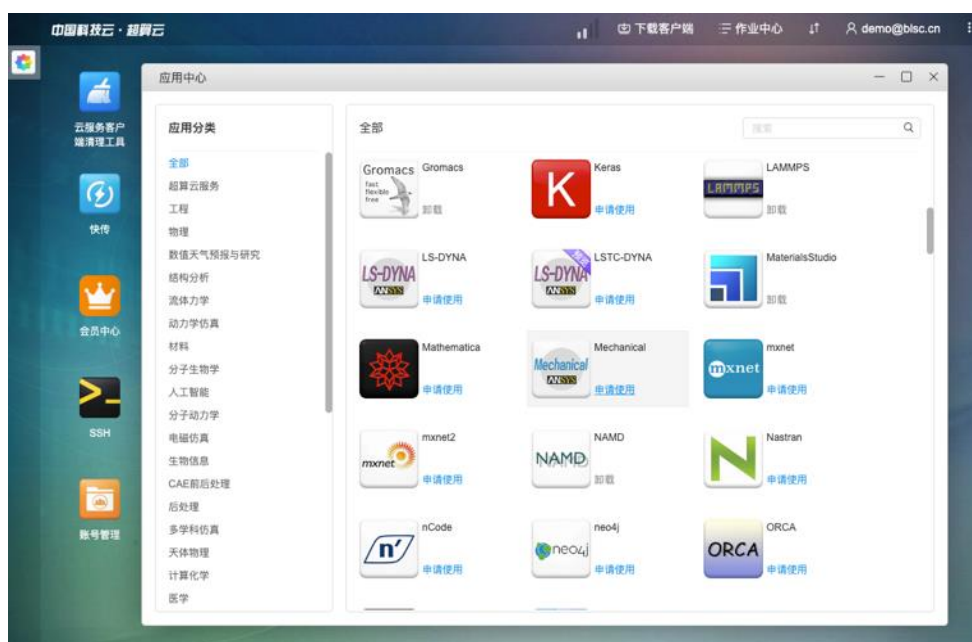 中国科技云·超算云
下载客户端
作业中心
demo@blsc.cn
云服务客户
端清理工具
快传
会员中心
SSH
账号管理
应用中心
应用分类
全部
超算云服务
工程
物理
数值天气预报与研究
结构分析
流体力学
动力学仿真
材料
分子生物学
人工智能
分子动力学
电磁仿真
生物信息
CAE前后处理
后处理
多学科仿真
天体物理
计算化学
医学
全部
搜索
Gromacs
fast
flexible
free
Gromacs
卸载
K
Keras
申请使用
LAMMPS
LAMMPS
卸载
LS-DYNA
ANSYS
LS-DYNA
申请使用
LS-DYNA
ANSYS
LSTC-DYNA
申请使用
MaterialsStudio
卸载
Mathematica
申请使用
Mechanical
ANSYS
Mechanical
申请使用
mxnet
mxnet
申请使用
mxnet
mxnet2
申请使用
NAMD
NAMD
卸载
N
Nastran
申请使用
n
nCode
申请使用
neo4j
neo4j
申请使用
ORCA
ORCA
申请使用